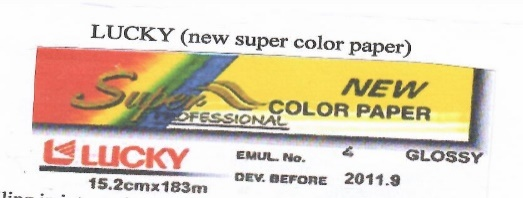 LUCKY (new super color paper)
Super NEW
PROFESSIONAL COLOR PAPER
LUCKY EMUL. No. 4 GLOSSY
15.2cmx183m DEV. BEFORE 2011.9